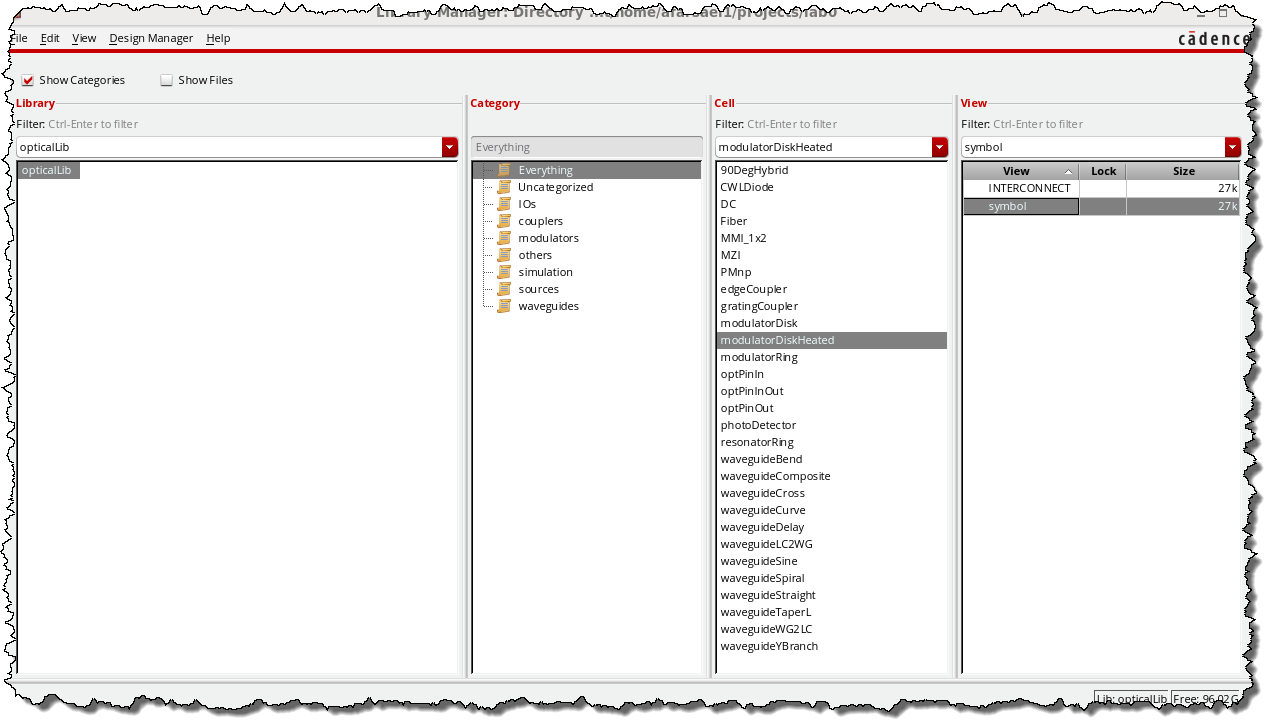 Library Manager: Directory
File Edit View Design Manager Help
cādence
Show Categories Show Files
Library
Filter: Ctrl-Enter to filter
opticalLib
opticalLib
Category
Everything
Everything
Uncategorized
IOs
couplers
modulators
others
simulation
sources
waveguides
Cell
Filter: Ctrl-Enter to filter
modulatorDiskHeated
90DegHybrid
CWLDiode
DC
Fiber
MMI_1x2
MZI
PMnp
edgeCoupler
gratingCoupler
modulatorDisk
modulatorDiskHeated
modulatorRing
optPinIn
optPinInOut
optPinOut
photoDetector
resonatorRing
waveguideBend
waveguideComposite
waveguideCross
waveguideCurve
waveguideDelay
waveguideLC2WG
waveguideSine
waveguideSpiral
waveguideStraight
waveguideTaperL
waveguideWG2LC
waveguideYBranch
View
Filter: Ctrl-Enter to filter
symbol
View Lock Size
INTERCONNECT 27k
symbol 27k
Lib: opticalLib Free: 96.02G